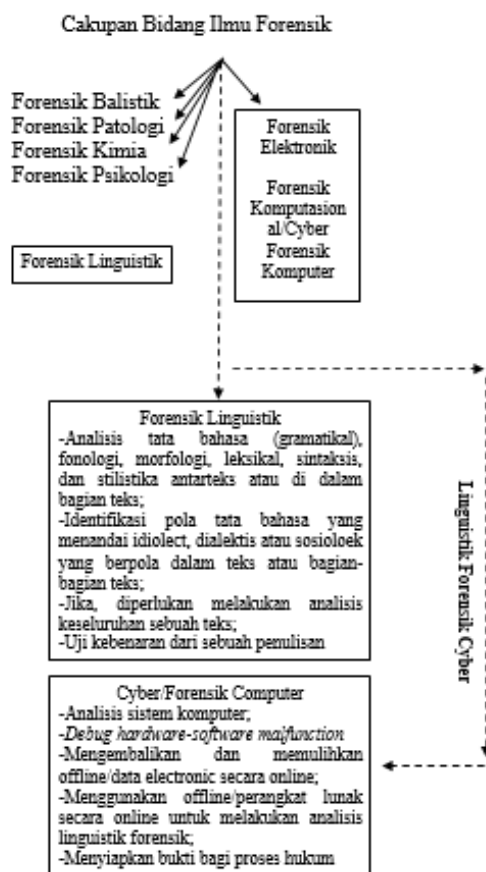 Cakupan Bidang Ilmu Forensik
Forensik Balistik
Forensik Patologi
Forensik Kimia
Forensik Psikologi
Forensik
Elektronik
Forensik
Komputasion
al/Cyber
Forensik
Komputer
Forensik Linguistik
Forensik Linguistik
-Analisis tata bahasa (gramatikal),
fonologi, morfologi, leksikal, sintaksis,
dan stilistika antarteks atau di dalam
bagian teks;
-Identifikasi pola tata bahasa yang
menandai idiolect, dialektis atau sosioloek
yang berpola dalam teks atau bagian-
bagian teks;
-Jika, diperlukan melakukan analisis
keseluruhan sebuah teks;
-Uji kebenaran dari sebuah penulisan
Linguistik Forensik Cyber
Cyber/Forensik Computer
-Analisis sistem komputer;
-Debug hardware-software malfunction
-Mengembalikan dan memulihkan
offline/data electronic secara online;
-Menggunakan offline/perangkat lunak
secara online untuk melakukan analisis
linguistik forensik;
-Menyiapkan bukti bagi proses hukum